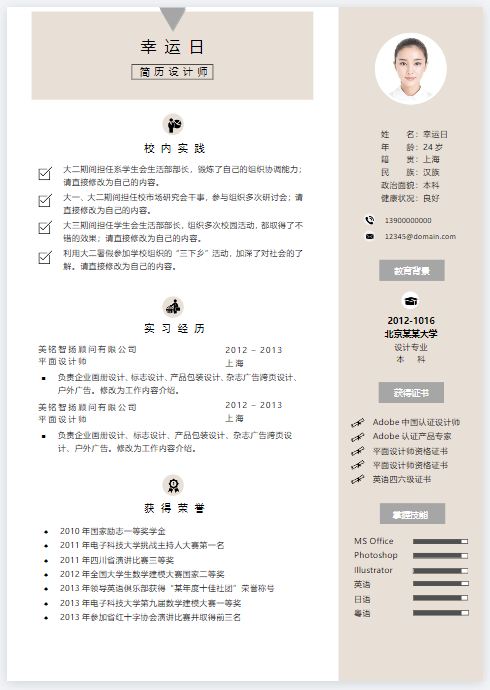 幸运日
简历设计师
校内实践
大二期间担任系学生会生活部部长，锻炼了自己的组织协调能力；
请直接修改为自己的内容。
大一、大二期间担任校市场研究会干事，参与组织多次研讨会；请
直接修改为自己的内容。
大三期间担任学生会生活部部长，组织多次校园活动，都取得了不
错的效果；请直接修改为自己的内容。
利用大二暑假参加学校组织的“三下乡”活动，加深了对社会的了
解。请直接修改为自己的内容。
实习经历
美铭智扬顾问有限公司 2012 – 2013
平面设计师 上海
负责企业画册设计、标志设计、产品包装设计、杂志广告跨页设计、
户外广告。修改为工作内容介绍。
美铭智扬顾问有限公司 2012 – 2013
平面设计师 上海
负责企业画册设计、标志设计、产品包装设计、杂志广告跨页设
计、户外广告。修改为工作内容介绍。
获得荣誉
2010 年国家励志一等奖学金
2011 年电子科技大学挑战主持人大赛第一名
2011 年四川省演讲比赛三等奖
2012 年全国大学生数学建模大赛国家二等奖
2013 年领导英语俱乐部获得“某年度十佳社团”荣誉称号
2013 年电子科技大学第九届数学建模大赛一等奖
2013 年参加省红十字协会演讲比赛并取得前三名
姓 名：幸运日
年 龄：24 岁
籍 贯：上海
民 族：汉族
政治面貌：本科
健康状况：良好
13900000000
12345@domain.com
教育背景
2012-1016
北京某某大学
设计专业
本 科
获得证书
Adobe 中国认证设计师
Adobe 认证产品专家
平面设计师资格证书
平面设计师资格证书
英语四六级证书
掌握技能
MS Office
Photoshop
Illustrator
英语
日语
粤语